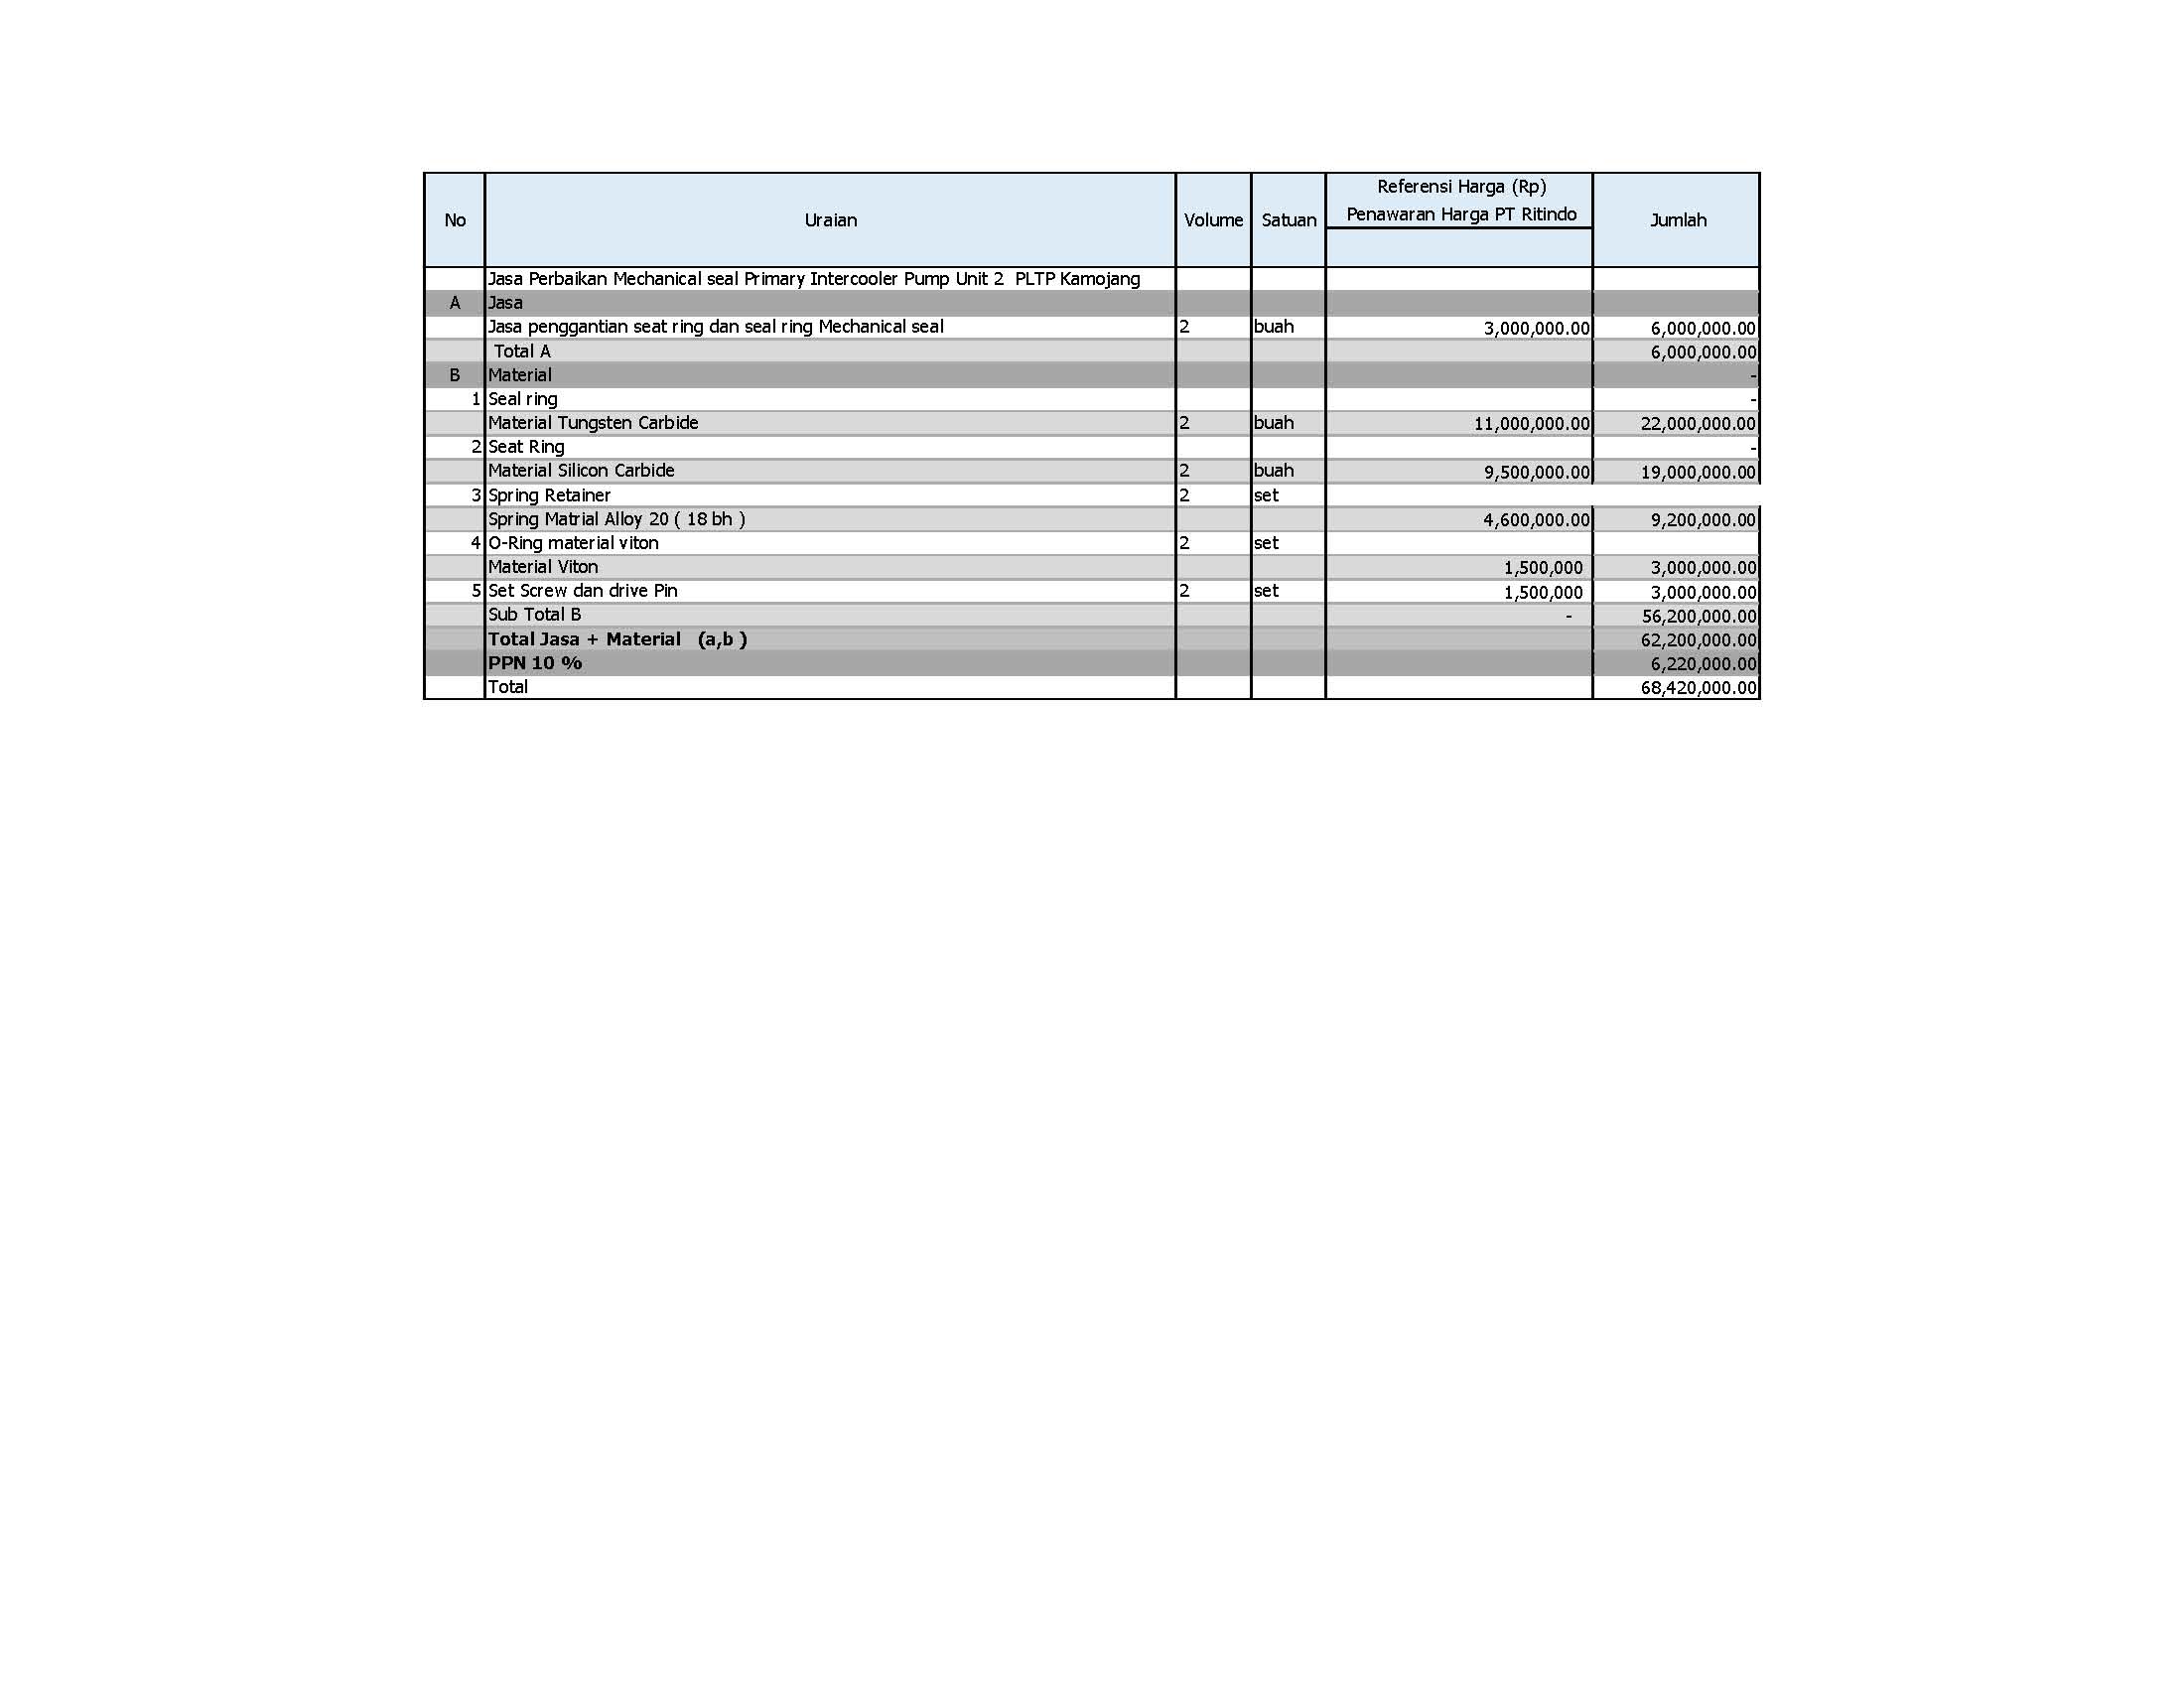 No Uraian Volume Satuan Referensi Harga (Rp) Jumlah
Penawaran Harga PT Ritindo
Jasa Perbaikan Mechanical seal Primary Intercooler Pump Unit 2  PLTP Kamojang
A Jasa
Jasa penggantian seat ring dan seal ring Mechanical seal 2 buah 3,000,000.00 6,000,000.00
Total A 6,000,000.00
B Material -
1 Seal ring -
Material Tungsten Carbide 2 buah 11,000,000.00 22,000,000.00
2 Seat Ring -
Material Silicon Carbide 2 buah 9,500,000.00 19,000,000.00
3 Spring Retainer 2 set
Spring Matrial Alloy 20 ( 18 bh ) 4,600,000.00 9,200,000.00
4 O-Ring material viton 2 set
Material Viton 1,500,000 3,000,000.00
5 Set Screw dan drive Pin 2 set 1,500,000 3,000,000.00
Sub Total B - 56,200,000.00
Total Jasa + Material   (a,b ) 62,200,000.00
PPN 10 % 6,220,000.00
Total 68,420,000.00